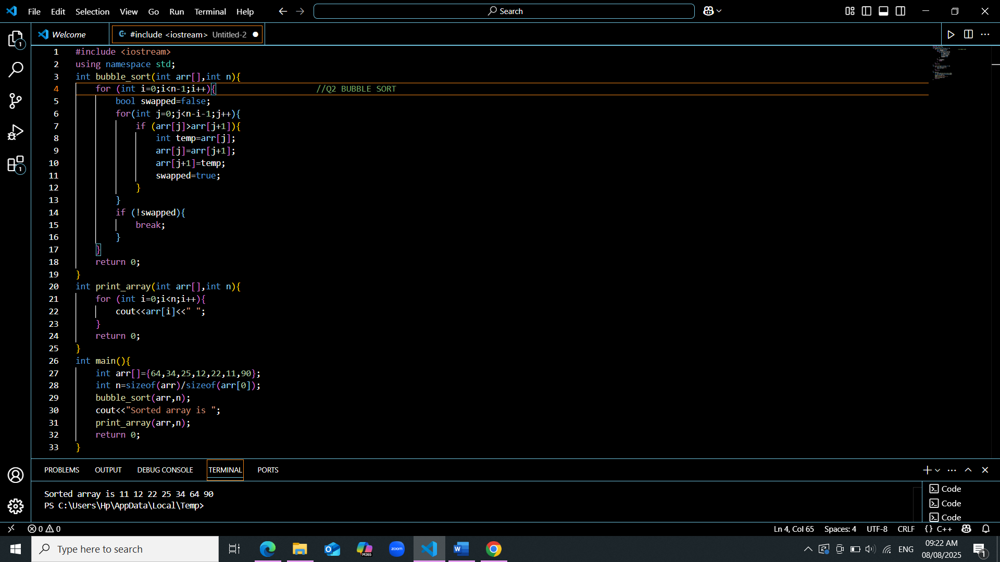 File Edit Selection View Go Run Terminal Help Search
Welcome #include <iostream> Untitled-2
1 #include <iostream>
2 using namespace std;
3 int bubble_sort(int arr[],int n){
4 for (int i=0;i<n-1;i++){ //Q2 BUBBLE SORT
5 bool swapped=false;
6 for(int j=0;j<n-i-1;j++){
7 if (arr[j]>arr[j+1]){
8 int temp=arr[j];
9 arr[j]=arr[j+1];
10 arr[j+1]=temp;
11 swapped=true;
12 }
13 }
14 if (!swapped){
15 break;
16 }
17 }
18 return 0;
19 }
20 int print_array(int arr[],int n){
21 for (int i=0;i<n;i++){
22 cout<<arr[i]<<" ";
23 }
24 return 0;
25 }
26 int main(){
27 int arr[]={64,34,25,12,22,11,90};
28 int n=sizeof(arr)/sizeof(arr[0]);
29 bubble_sort(arr,n);
30 cout<<"Sorted array is ";
31 print_array(arr,n);
32 return 0;
33 }
PROBLEMS OUTPUT DEBUG CONSOLE TERMINAL PORTS
Sorted array is 11 12 22 25 34 64 90
PS C:\Users\Hp\AppData\Local\Temp>
Code
Code
Code
0 0 Ln 4, Col 65 Spaces: 4 UTF-8 CRLF {} C++
Type here to search M365 zoom ENG 09:22 AM
08/08/2025 1